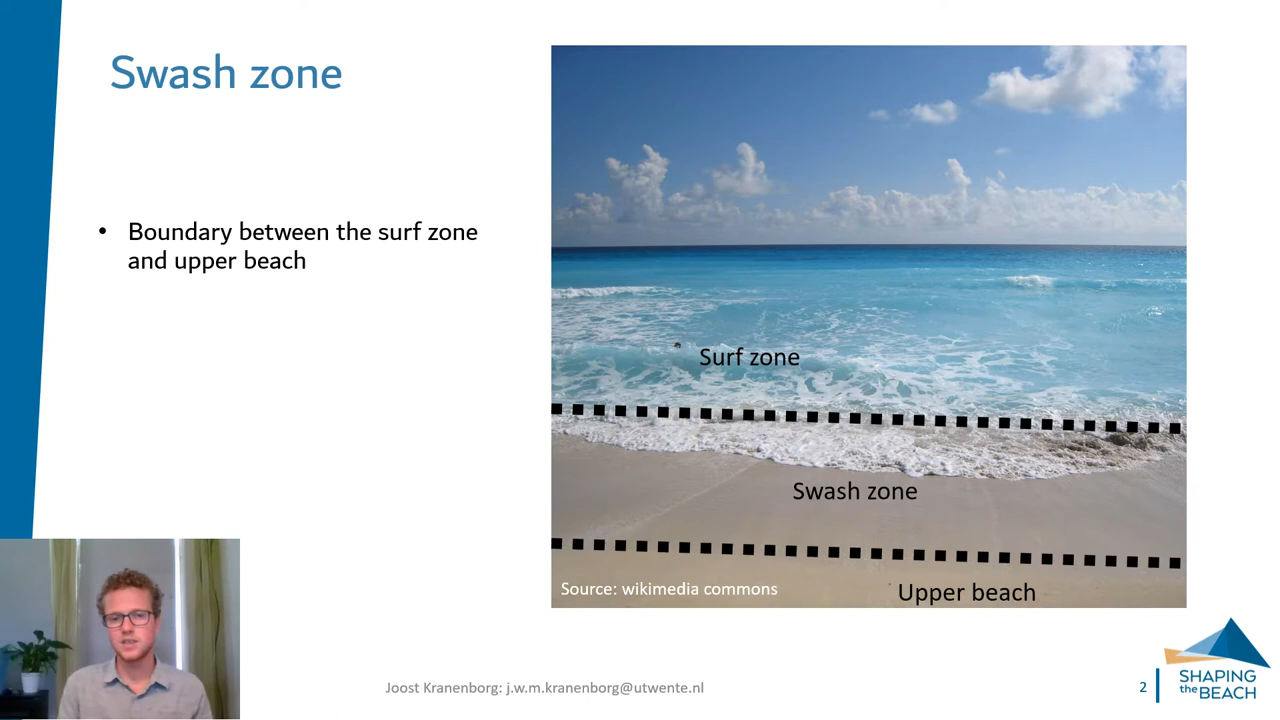 Swash zone
• Boundary between the surf zone
and upper beach
Surf zone
Swash zone
Source: wikimedia commons
Upper beach
Joost Kranenborg: j.w.m.kranenborg@utwente.nl
2
SHAPING
the BEACH